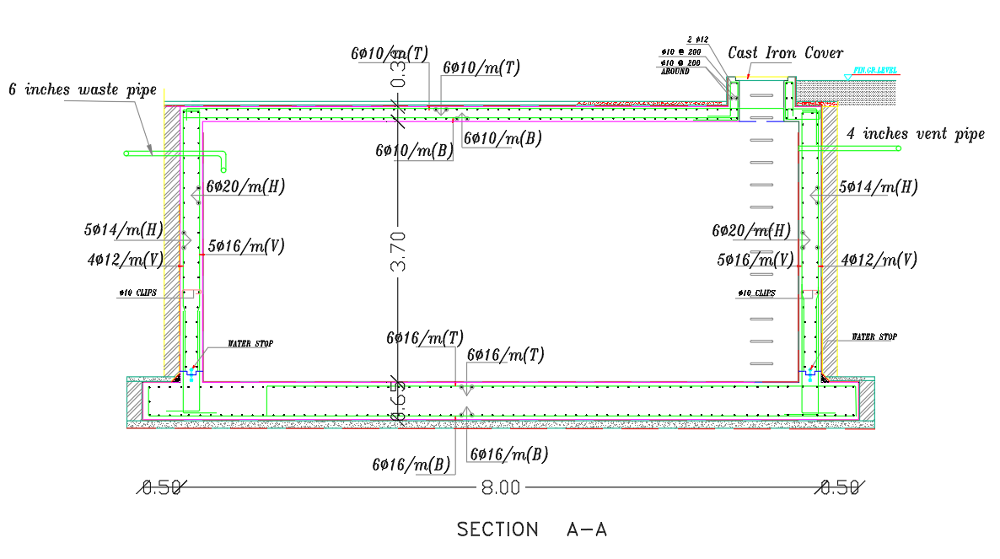 2 ø12
6ø10/m(T)
Cast Iron Cover
ø10 @ 200
6ø10/m(T)
ø10 @ 200
AROUND
FIN.GR.LEVEL
6 inches waste pipe
4 inches vent pipe
6ø10/m(B)
6ø10/m(B)
6ø20/m(H)
5ø14/m(H)
5ø14/m(H)
6ø20/m(H)
5ø16/m(V)
4ø12/m(V)
3.70
5ø16/m(V)
4ø12/m(V)
ø10 CLIPS
ø10 CLIPS
6ø16/m(T)
WATER STOP
WATER STOP
6ø16/m(T)
0.65
6ø16/m(B)
6ø16/m(B)
0.50
8.00
0.50
SECTION A-A